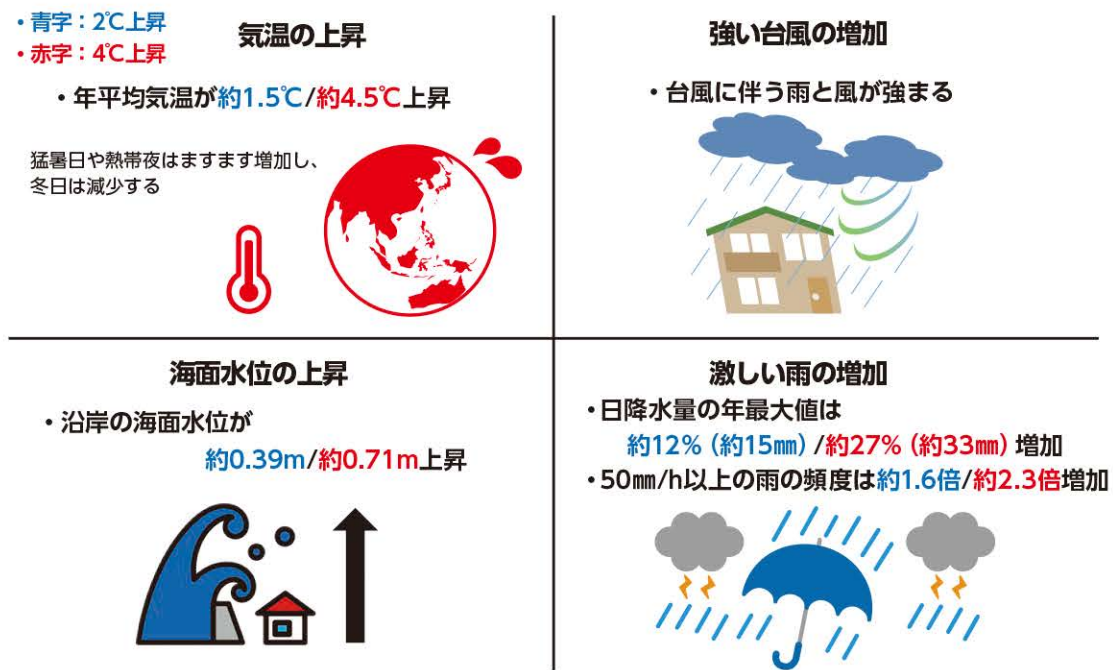 ・青字：2℃上昇
・赤字：4℃上昇
気温の上昇
・年平均気温が約1.5℃/約4.5℃上昇
猛暑日や熱帯夜はますます増加し、
冬日は減少する
強い台風の増加
・台風に伴う雨と風が強まる
海面水位の上昇
・沿岸の海面水位が
約0.39m/約0.71m上昇
激しい雨の増加
・日降水量の年最大値は
約12%（約15㎜）/約27%（約33㎜）増加
・50㎜/h以上の雨の頻度は約1.6倍/約2.3倍増加